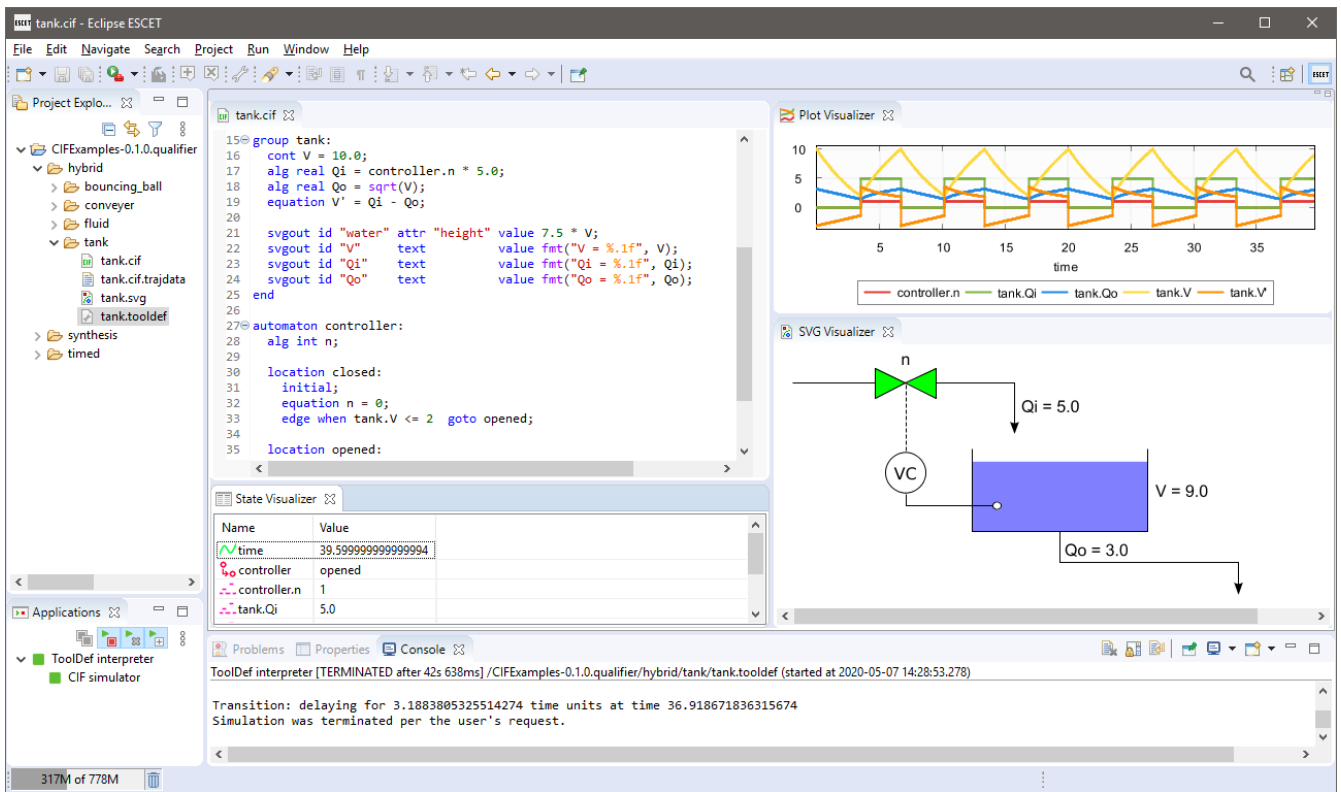 tank.cif - Eclipse ESCET
File Edit Navigate Search Project Run Window Help
ESCET
Project Explo...
CIFExamples-0.1.0.qualifier
hybrid
bouncing_ball
conveyer
fluid
tank
tank.cif
tank.cif.trajdata
tank.svg
tank.tooldef
synthesis
timed
tank.cif
15 group tank:
16 cont V = 10.0;
17 alg real Qi = controller.n * 5.0;
18 alg real Qo = sqrt(V);
19 equation V' = Qi - Qo;
20
21 svgout id "water" attr "height" value 7.5 * V;
22 svgout id "V" text value fmt("V = %.1f", V);
23 svgout id "Qi" text value fmt("Qi = %.1f", Qi);
24 svgout id "Qo" text value fmt("Qo = %.1f", Qo);
25 end
26
27 automaton controller:
28 alg int n;
29
30 location closed:
31 initial;
32 equation n = 0;
33 edge when tank.V <= 2 goto opened;
34
35 location opened:
State Visualizer
Name Value
time 39.599999999999994
controller opened
controller.n 1
tank.Qi 5.0
Plot Visualizer
10
5
0
5 10 15 20 25 30 35
time
controller.n tank.Qi tank.Qo tank.V tank.V'
SVG Visualizer
n
Qi = 5.0
VC
V = 9.0
Qo = 3.0
Applications
ToolDef interpreter
CIF simulator
Problems Properties Console
ToolDef interpreter [TERMINATED after 42s 638ms] /CIFExamples-0.1.0.qualifier/hybrid/tank/tank.tooldef (started at 2020-05-07 14:28:53.278)
Transition: delaying for 3.1883805325514274 time units at time 36.918671836315674
Simulation was terminated per the user's request.
317M of 778M